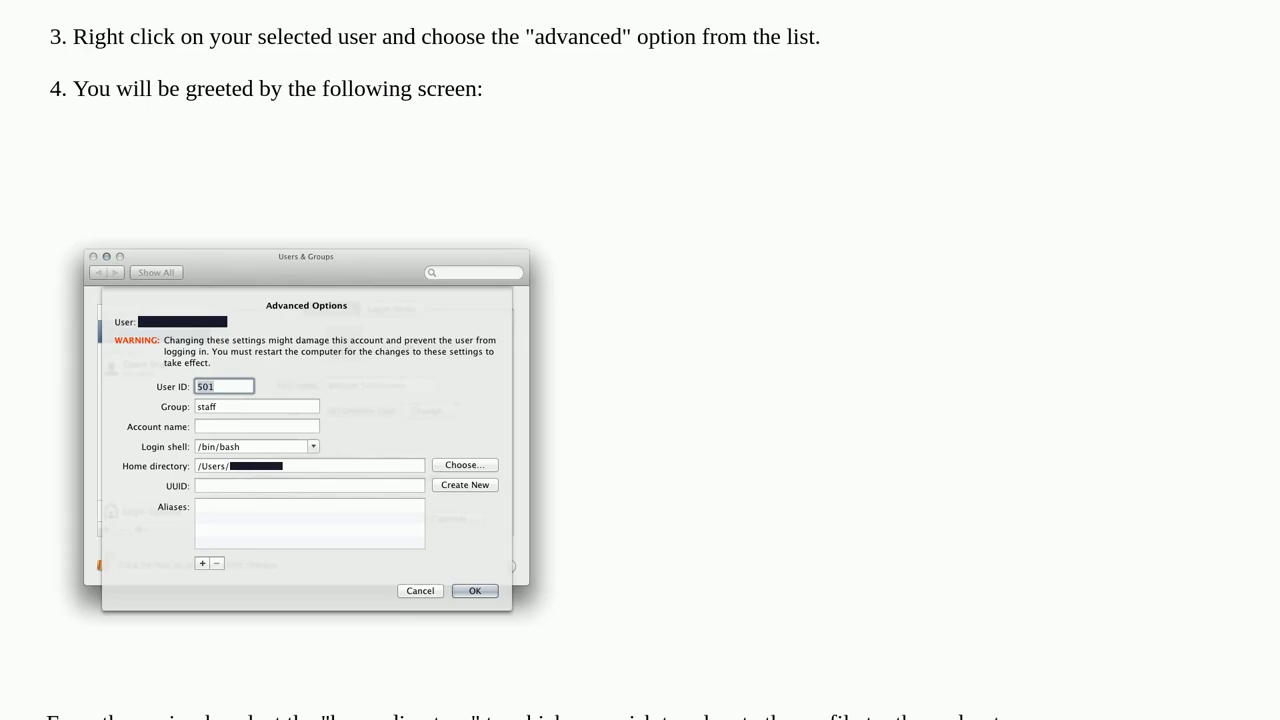 3. Right click on your selected user and choose the "advanced" option from the list.
4. You will be greeted by the following screen:
Users & Groups
Show All
Advanced Options
User:
WARNING: Changing these settings might damage this account and prevent the user from
logging in. You must restart the computer for the changes to these settings to
take effect.
User ID: 501
Group: staff
Account name:
Login shell: /bin/bash
Home directory: /Users/ Choose...
UUID: Create New
Aliases:
+ −
Cancel OK